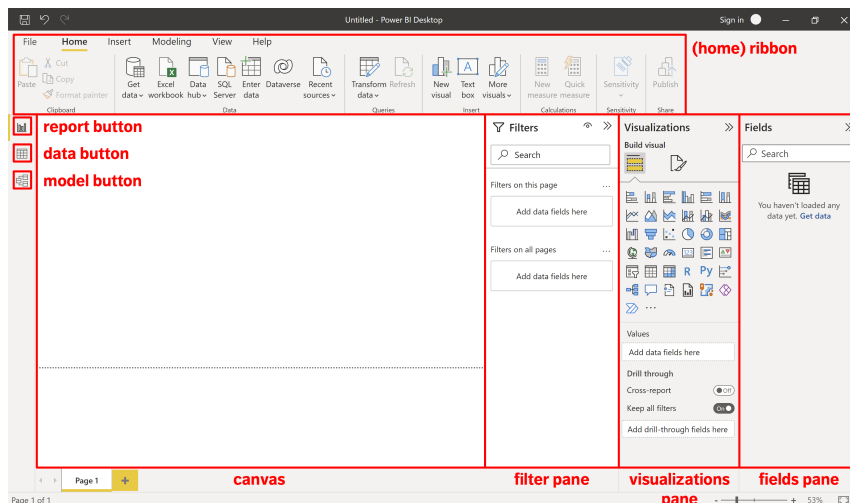 Untitled - Power BI Desktop
Sign in
File Home Insert Modeling View Help
(home) ribbon
Paste
Cut
Copy
Format painter
Get data
Excel workbook
Data hub
SQL Server
Enter data
Dataverse
Recent sources
Transform data
Refresh
New visual
Text box
More visuals
New measure
Quick measure
Sensitivity
Publish
Clipboard
Data
Queries
Insert
Calculations
Sensitivity
Share
report button
data button
model button
Filters
Search
Filters on this page ...
Add data fields here
Filters on all pages ...
Add data fields here
Visualizations
Build visual
R Py
...
Values
Add data fields here
Drill through
Cross-report Off
Keep all filters On
Add drill-through fields here
Fields
Search
You haven't loaded any
data yet. Get data
Page 1 +
canvas
filter pane
visualizations
pane
fields pane
Page 1 of 1
- + 53%